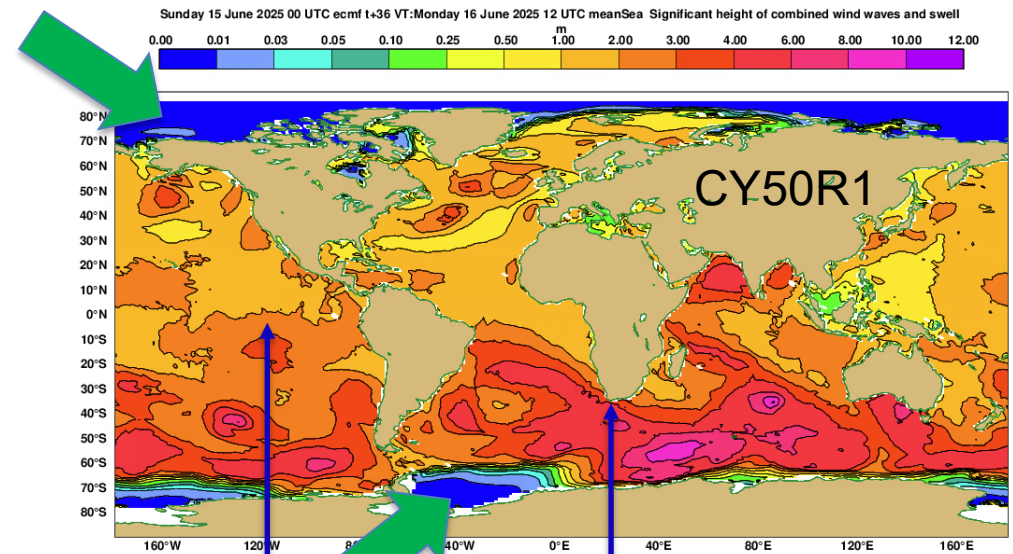 Sunday 15 June 2025 00 UTC ecmf t+36 VT:Monday 16 June 2025 12 UTC meanSea Significant height of combined wind waves and swell
m
0.00 0.01 0.03 0.05 0.10 0.25 0.50 1.00 2.00 3.00 4.00 6.00 8.00 10.00 12.00
80°N
70°N
60°N
50°N
40°N
30°N
20°N
10°N
0°N
10°S
20°S
30°S
40°S
50°S
60°S
70°S
80°S
CY50R1
160°W 120°W 80° 40°W 0°E 40°E 80°E 120°E 160°E